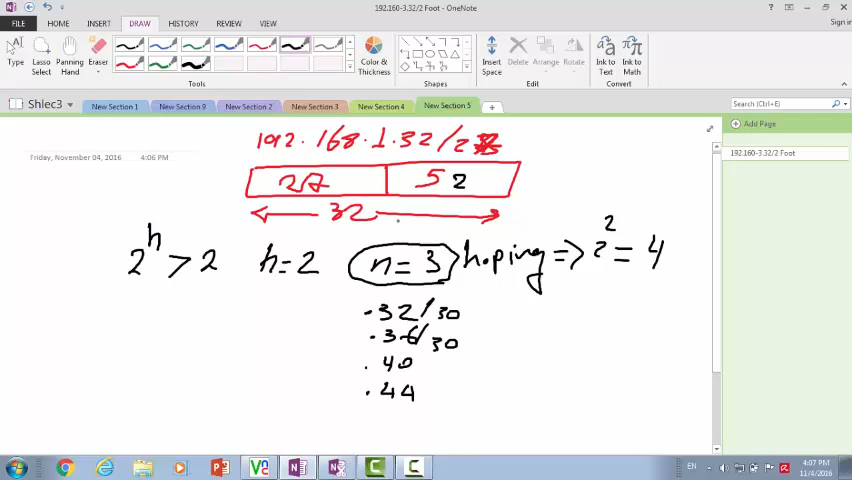 192.160-3.32/2 Foot - OneNote
FILE HOME INSERT DRAW HISTORY REVIEW VIEW
Sign in
Type Lasso Select Panning Hand Eraser Color & Thickness Insert Space Delete Arrange Rotate Ink to Text Ink to Math
Tools Shapes Edit Convert
Shlec3 New Section 1 New Section 9 New Section 2 New Section 3 New Section 4 New Section 5 Search (Ctrl+E)
Add Page
192.160-3.32/2 Foot
Friday, November 04, 2016 4:06 PM
192.168.1.32/2
27 5 2
32
2^h > 2 h=2 n=3 hoping => 2^2 = 4
.32/30
.36/30
.40
.44
EN 4:07 PM
11/4/2016